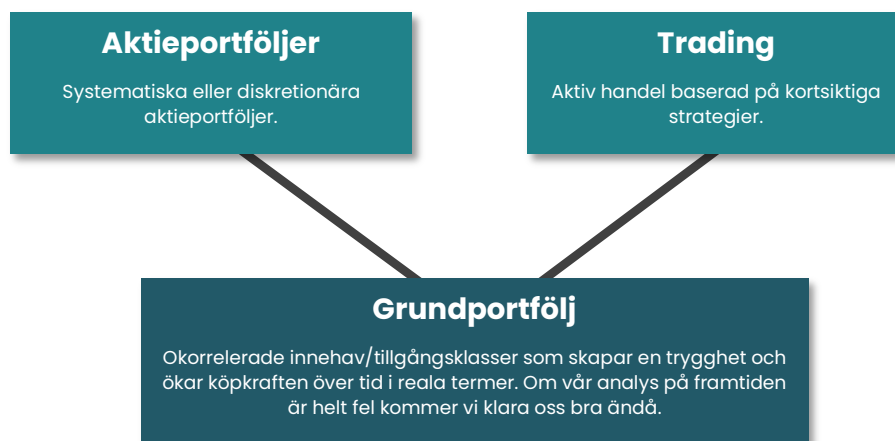 Aktieportföljer
Systematiska eller diskretionära
aktieportföljer.
Trading
Aktiv handel baserad på kortsiktiga
strategier.
Grundportfölj
Okorrelerade innehav/tillgångsklasser som skapar en trygghet och
ökar köpkraften över tid i reala termer. Om vår analys på framtiden
är helt fel kommer vi klara oss bra ändå.